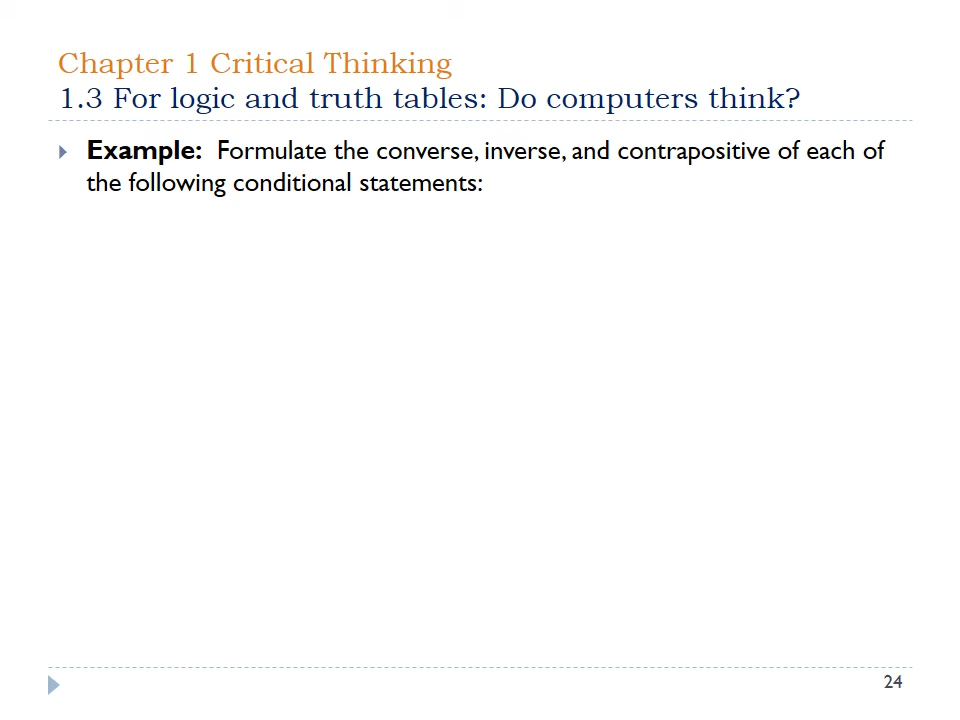 Chapter 1 Critical Thinking
1.3 For logic and truth tables: Do computers think?
Example: Formulate the converse, inverse, and contrapositive of each of
the following conditional statements:
24